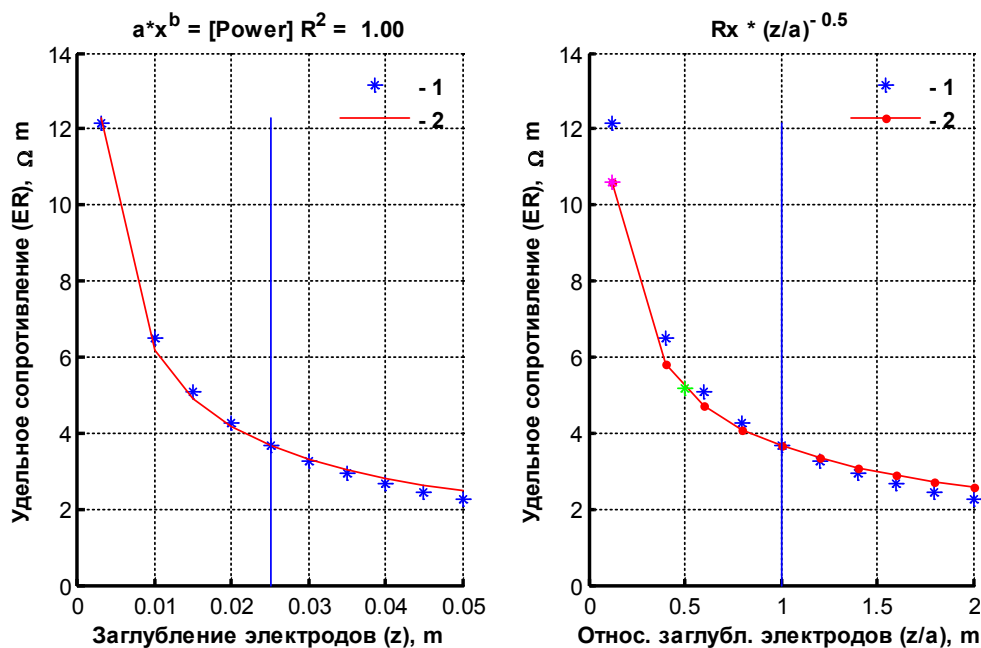 a*x^b = [Power] R^2 = 1.00
14
12
10
8
6
4
2
0
0 0.01 0.02 0.03 0.04 0.05
Удельное сопротивление (ER), Ω m
Заглубление электродов (z), m
- 1
- 2
Rx * (z/a)^- 0.5
14
12
10
8
6
4
2
0
0 0.5 1 1.5 2
Удельное сопротивление (ER), Ω m
Относ. заглубл. электродов (z/a), m
- 1
- 2